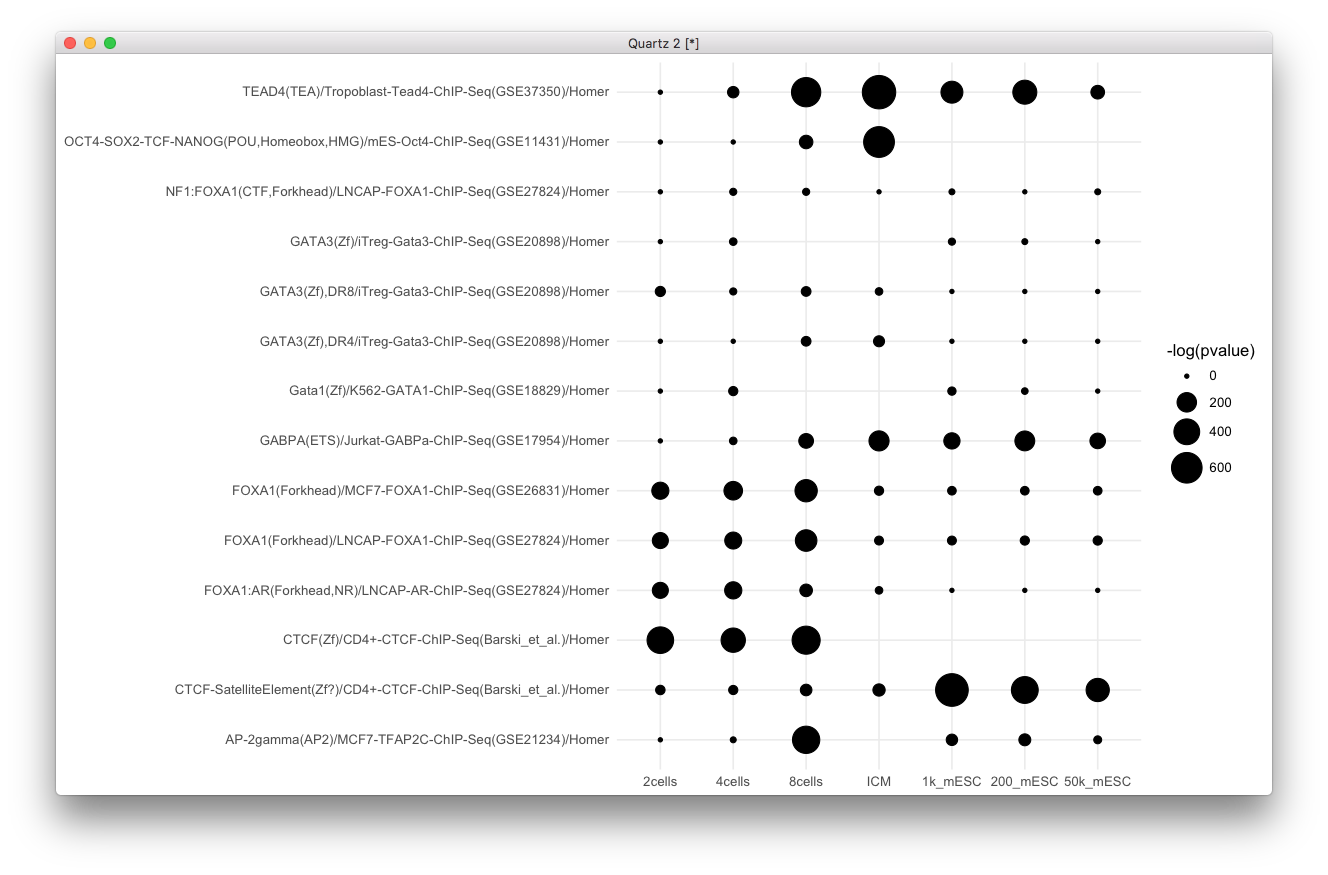 Quartz 2 [*]
TEAD4(TEA)/Tropoblast-Tead4-ChIP-Seq(GSE37350)/Homer
OCT4-SOX2-TCF-NANOG(POU,Homeobox,HMG)/mES-Oct4-ChIP-Seq(GSE11431)/Homer
NF1:FOXA1(CTF,Forkhead)/LNCAP-FOXA1-ChIP-Seq(GSE27824)/Homer
GATA3(Zf)/iTreg-Gata3-ChIP-Seq(GSE20898)/Homer
GATA3(Zf),DR8/iTreg-Gata3-ChIP-Seq(GSE20898)/Homer
GATA3(Zf),DR4/iTreg-Gata3-ChIP-Seq(GSE20898)/Homer
Gata1(Zf)/K562-GATA1-ChIP-Seq(GSE18829)/Homer
GABPA(ETS)/Jurkat-GABPa-ChIP-Seq(GSE17954)/Homer
FOXA1(Forkhead)/MCF7-FOXA1-ChIP-Seq(GSE26831)/Homer
FOXA1(Forkhead)/LNCAP-FOXA1-ChIP-Seq(GSE27824)/Homer
FOXA1:AR(Forkhead,NR)/LNCAP-AR-ChIP-Seq(GSE27824)/Homer
CTCF(Zf)/CD4+-CTCF-ChIP-Seq(Barski_et_al.)/Homer
CTCF-SatelliteElement(Zf?)/CD4+-CTCF-ChIP-Seq(Barski_et_al.)/Homer
AP-2gamma(AP2)/MCF7-TFAP2C-ChIP-Seq(GSE21234)/Homer
2cells 4cells 8cells ICM 1k_mESC 200_mESC 50k_mESC
-log(pvalue)
0
200
400
600